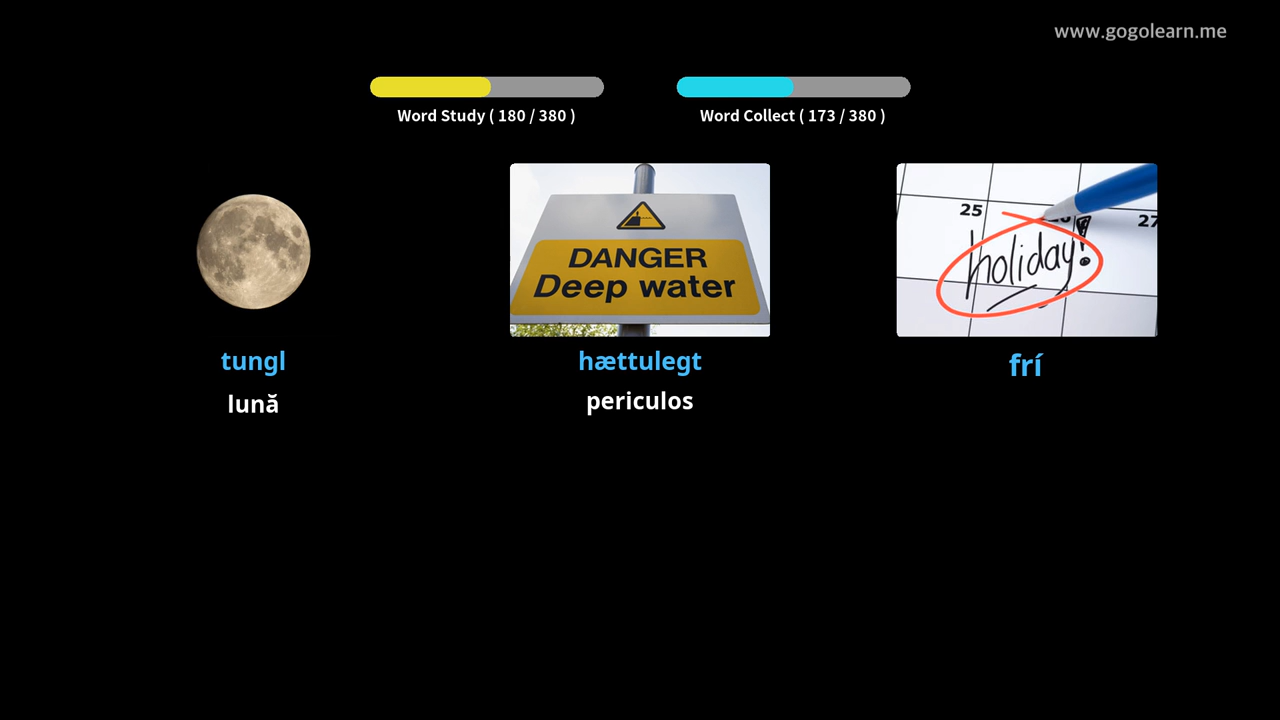 www.gogolearn.me
Word Study ( 180 / 380 )
Word Collect ( 173 / 380 )
DANGER
Deep water
25
27
holiday!
tungl
hættulegt
frí
lună
periculos